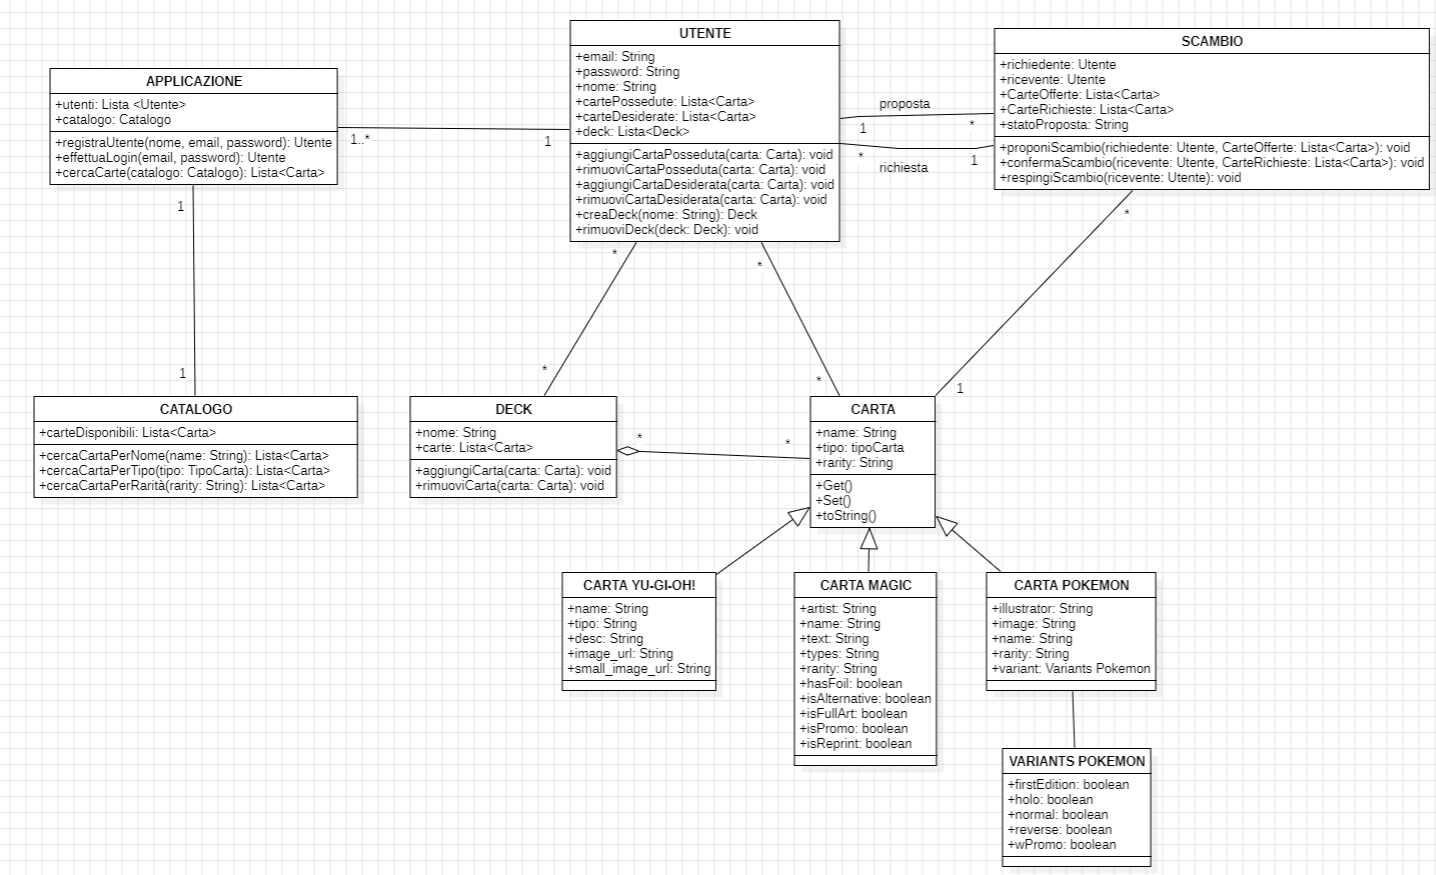 UTENTE
+email: String
+password: String
+nome: String
+cartePossedute: Lista<Carta>
+carteDesiderate: Lista<Carta>
+deck: Lista<Deck>
+aggiungiCartaPosseduta(carta: Carta): void
+rimuoviCartaPosseduta(carta: Carta): void
+aggiungiCartaDesiderata(carta: Carta): void
+rimuoviCartaDesiderata(carta: Carta): void
+creaDeck(nome: String): Deck
+rimuoviDeck(deck: Deck): void
SCAMBIO
+richiedente: Utente
+ricevente: Utente
+CarteOfferte: Lista<Carta>
+CarteRichieste: Lista<Carta>
+statoProposta: String
+proponiScambio(richiedente: Utente, CarteOfferte: Lista<Carta>): void
+confermaScambio(ricevente: Utente, CarteRichieste: Lista<Carta>): void
+respingiScambio(ricevente: Utente): void
APPLICAZIONE
+utenti: Lista <Utente>
+catalogo: Catalogo
+registraUtente(nome, email, password): Utente
+effettuaLogin(email, password): Utente
+cercaCarte(catalogo: Catalogo): Lista<Carta>
1..*
1
proposta
1
*
*
1
richiesta
1
1
*
*
*
*
*
1
CATALOGO
+carteDisponibili: Lista<Carta>
+cercaCartaPerNome(name: String): Lista<Carta>
+cercaCartaPerTipo(tipo: TipoCarta): Lista<Carta>
+cercaCartaPerRarità(rarity: String): Lista<Carta>
DECK
+nome: String
+carte: Lista<Carta>
+aggiungiCarta(carta: Carta): void
+rimuoviCarta(carta: Carta): void
*
*
CARTA
+name: String
+tipo: tipoCarta
+rarity: String
+Get()
+Set()
+toString()
CARTA YU-GI-OH!
+name: String
+tipo: String
+desc: String
+image_url: String
+small_image_url: String
CARTA MAGIC
+artist: String
+name: String
+text: String
+types: String
+rarity: String
+hasFoil: boolean
+isAlternative: boolean
+isFullArt: boolean
+isPromo: boolean
+isReprint: boolean
CARTA POKEMON
+illustrator: String
+image: String
+name: String
+rarity: String
+variant: Variants Pokemon
VARIANTS POKEMON
+firstEdition: boolean
+holo: boolean
+normal: boolean
+reverse: boolean
+wPromo: boolean